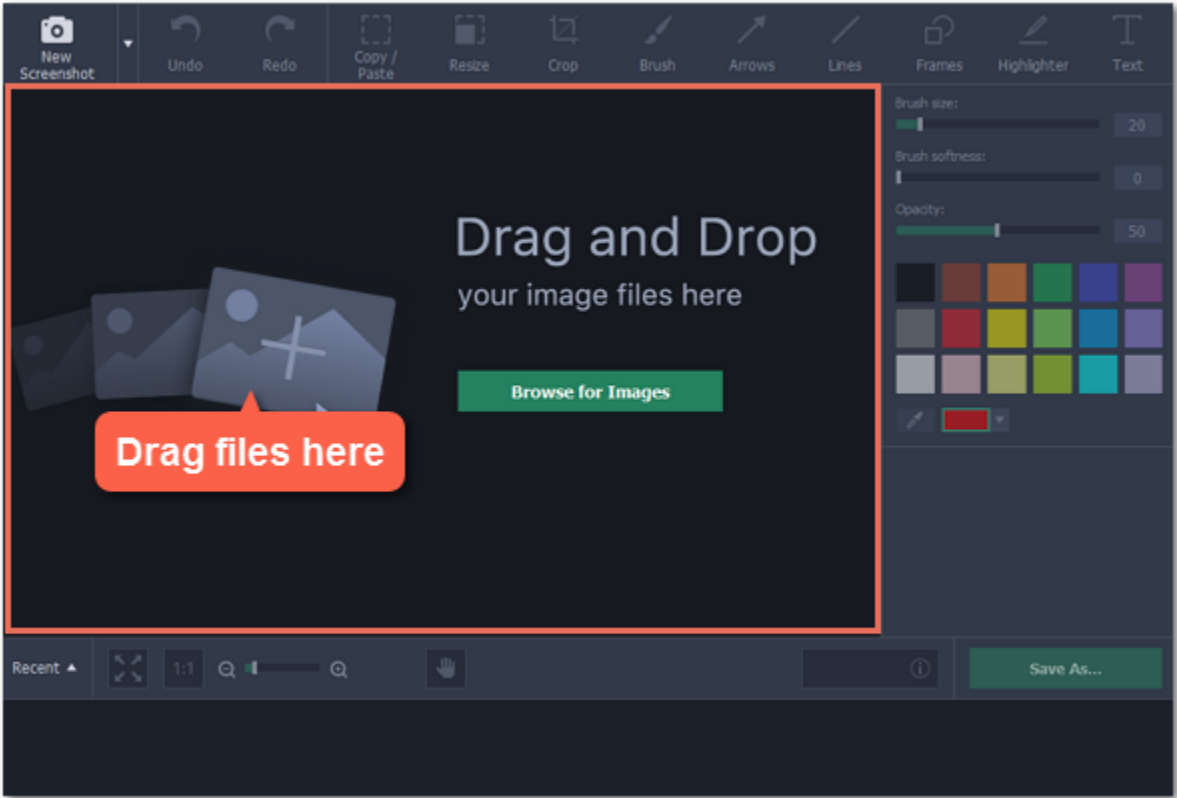 New
Screenshot
Undo
Redo
Copy /
Paste
Resize
Crop
Brush
Arrows
Lines
Frames
Highlighter
Text
Brush size:
20
Brush softness:
0
Opacity:
50
Drag and Drop
your image files here
Browse for Images
Drag files here
Recent
1:1
Save As...